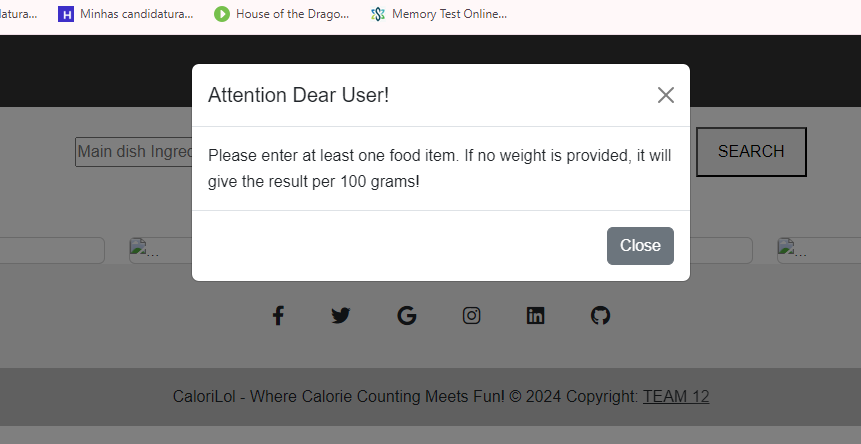 atura...
Minhas candidatura...
House of the Drago...
Memory Test Online...
Attention Dear User!
Main dish Ingre
SEARCH
Please enter at least one food item. If no weight is provided, it will
give the result per 100 grams!
...
...
Close
CaloriLol - Where Calorie Counting Meets Fun! © 2024 Copyright: TEAM 12